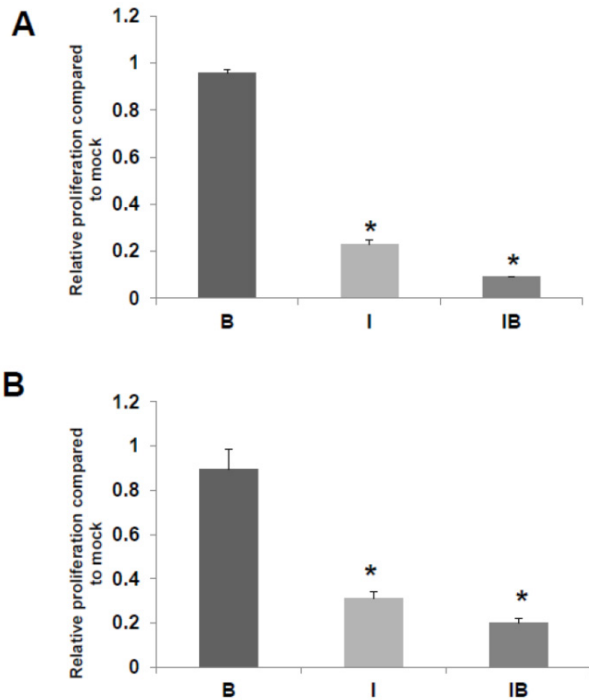 A
Relative proliferation compared
to mock
1.2
1
0.8
0.6
0.4
0.2
0
*
*
B I IB
B
Relative proliferation compared
to mock
1.2
1
0.8
0.6
0.4
0.2
0
*
*
B I IB